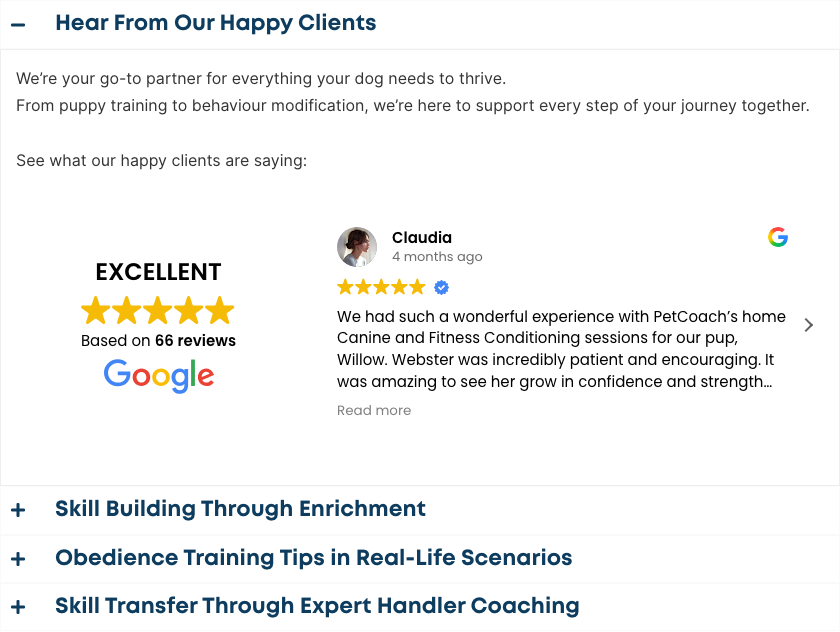 Hear From Our Happy Clients
We’re your go-to partner for everything your dog needs to thrive.
From puppy training to behaviour modification, we’re here to support every step of your journey together.
See what our happy clients are saying:
EXCELLENT
Based on 66 reviews
Google
Claudia
4 months ago
We had such a wonderful experience with PetCoach’s home
Canine and Fitness Conditioning sessions for our pup,
Willow. Webster was incredibly patient and encouraging. It
was amazing to see her grow in confidence and strength…
Read more
Skill Building Through Enrichment
Obedience Training Tips in Real-Life Scenarios
Skill Transfer Through Expert Handler Coaching